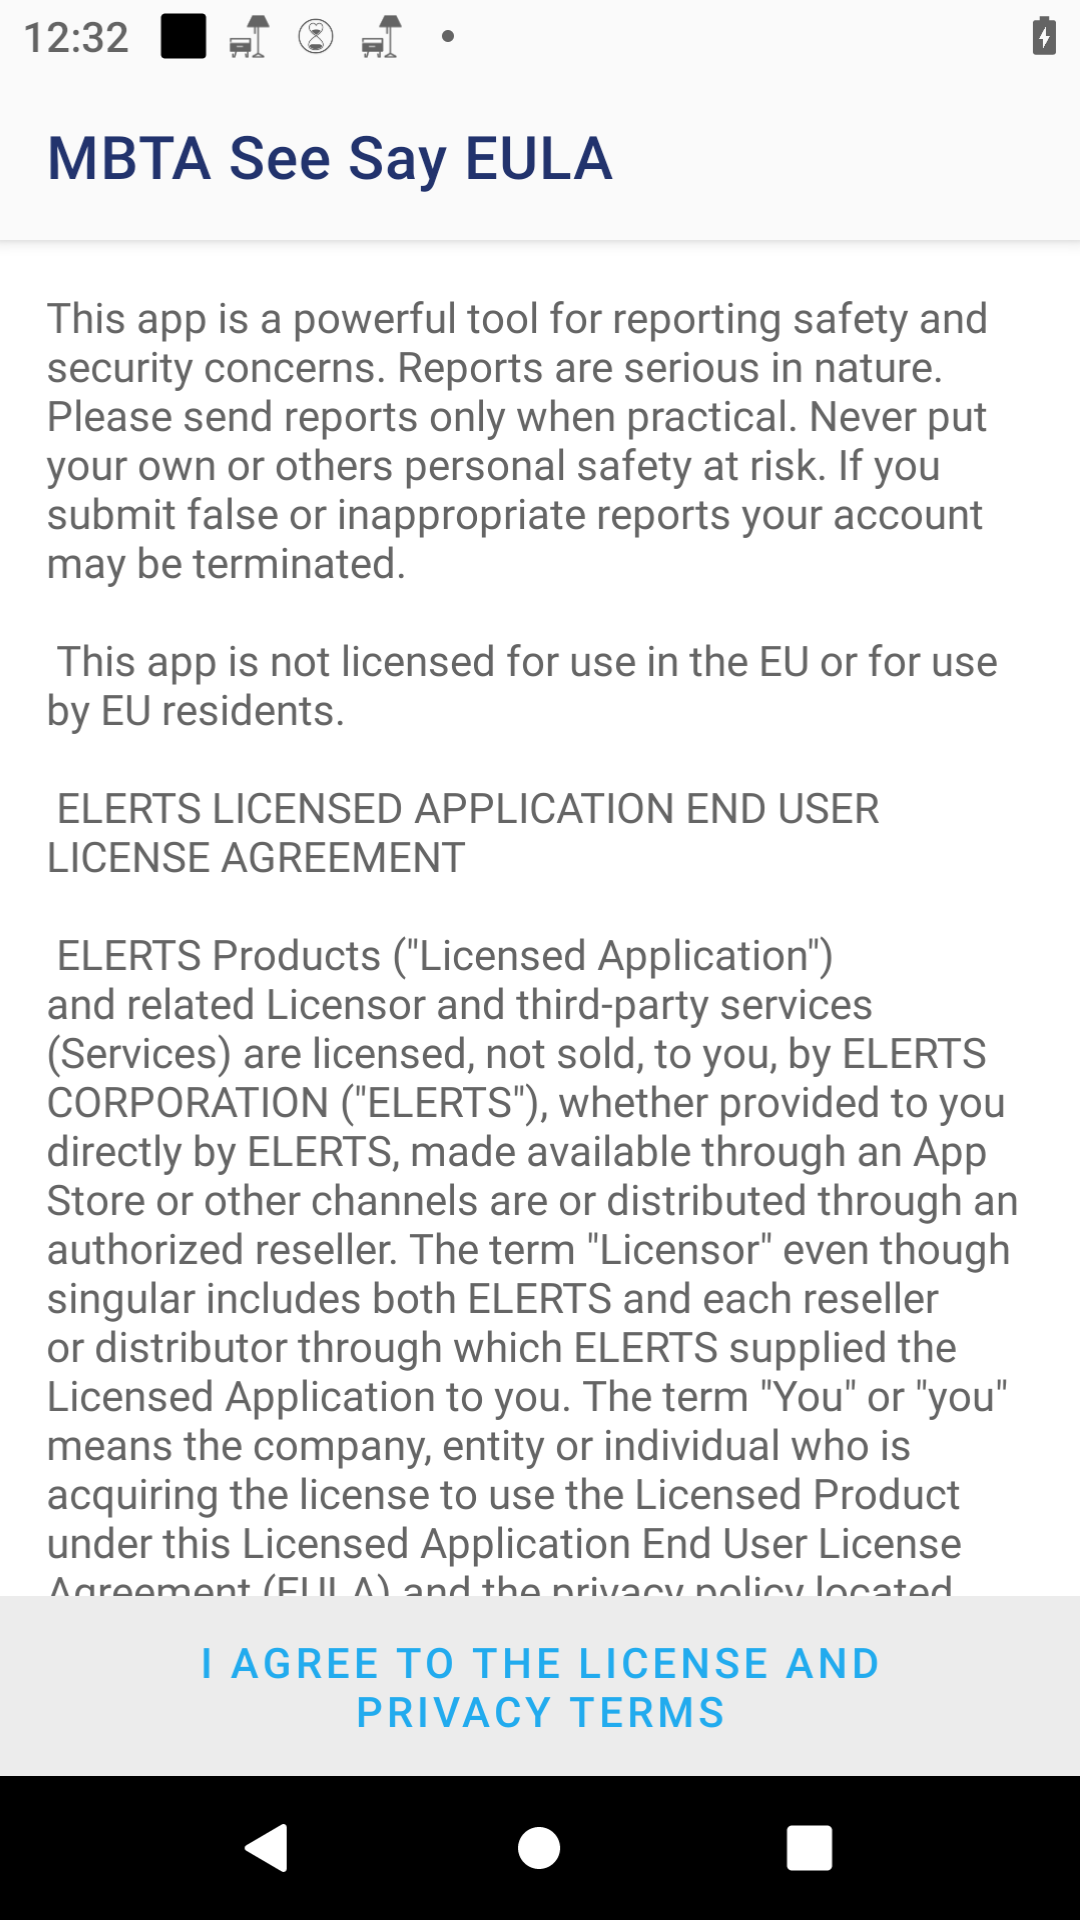 12:32
MBTA See Say EULA
This app is a powerful tool for reporting safety and
security concerns. Reports are serious in nature.
Please send reports only when practical. Never put
your own or others personal safety at risk. If you
submit false or inappropriate reports your account
may be terminated.
This app is not licensed for use in the EU or for use
by EU residents.
ELERTS LICENSED APPLICATION END USER
LICENSE AGREEMENT
ELERTS Products ("Licensed Application")
and related Licensor and third-party services
(Services) are licensed, not sold, to you, by ELERTS
CORPORATION ("ELERTS"), whether provided to you
directly by ELERTS, made available through an App
Store or other channels are or distributed through an
authorized reseller. The term "Licensor" even though
singular includes both ELERTS and each reseller
or distributor through which ELERTS supplied the
Licensed Application to you. The term "You" or "you"
means the company, entity or individual who is
acquiring the license to use the Licensed Product
under this Licensed Application End User License
Agreement (EULA) and the privacy policy located
I AGREE TO THE LICENSE AND
PRIVACY TERMS